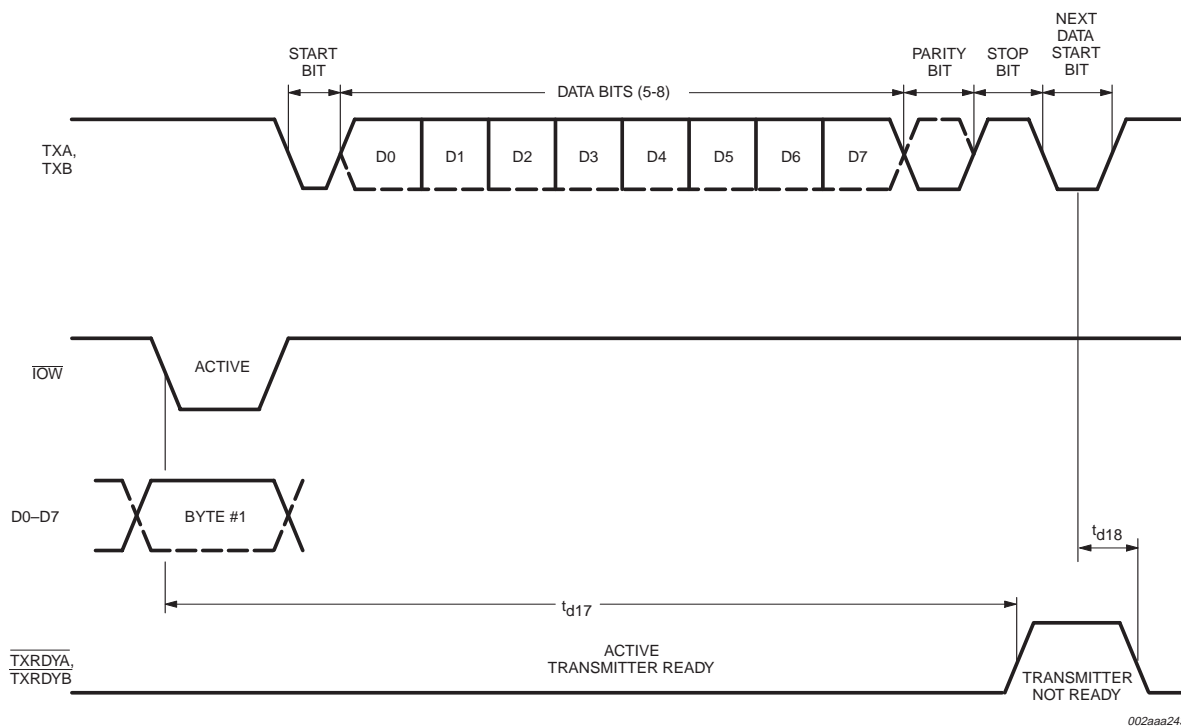 START
BIT
DATA BITS (5-8)
PARITY
BIT
STOP
BIT
NEXT
DATA
START
BIT
TXA,
TXB
D0 D1 D2 D3 D4 D5 D6 D7
IOW
ACTIVE
D0–D7
BYTE #1
td18
td17
TXRDYA,
TXRDYB
ACTIVE
TRANSMITTER READY
TRANSMITTER
NOT READY